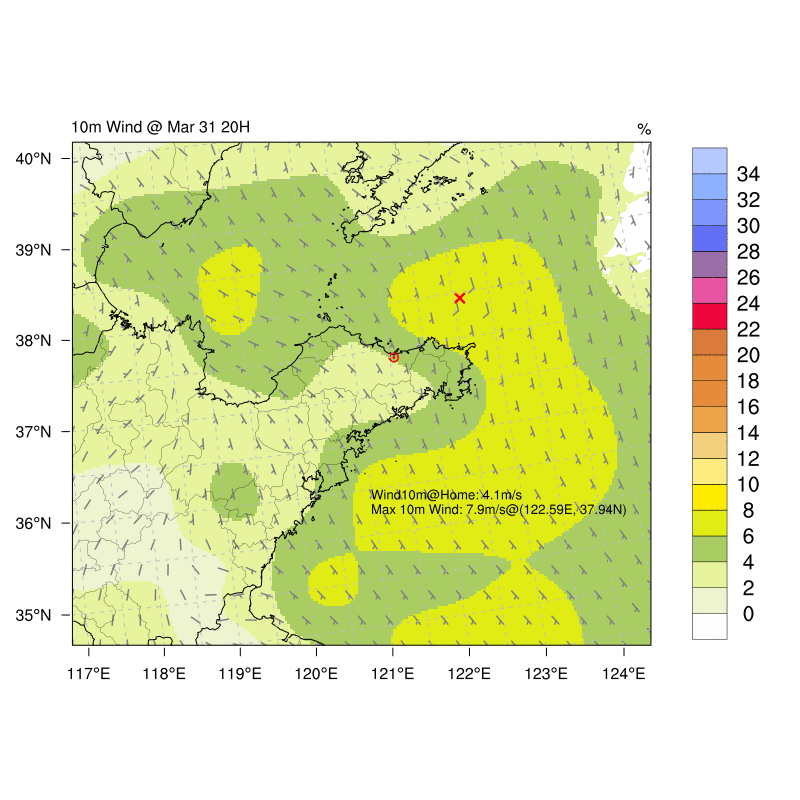 10m Wind @ Mar 31 20H
%
40°N
39°N
38°N
37°N
36°N
35°N
117°E 118°E 119°E 120°E 121°E 122°E 123°E 124°E
Wind10m@Home: 4.1m/s
Max 10m Wind: 7.9m/s@(122.59E, 37.94N)
34
32
30
28
26
24
22
20
18
16
14
12
10
8
6
4
2
0